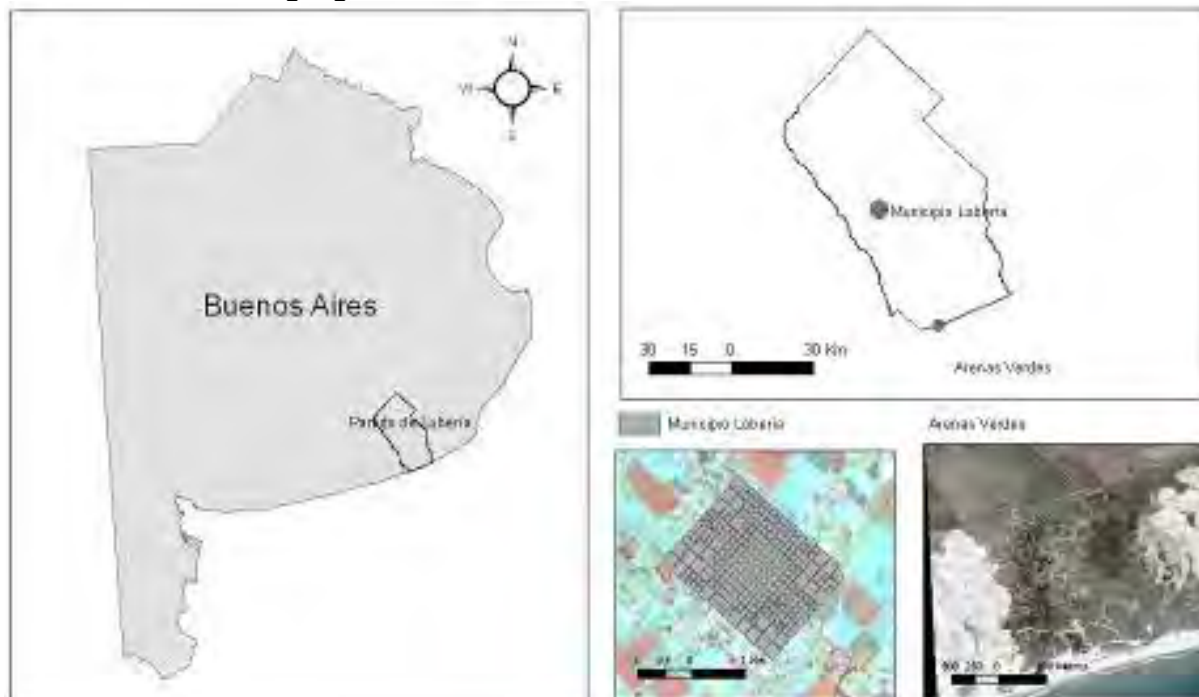 N
W E
S
Buenos Aires
Partido de Lobería
Municipio Lobería
30 15 0 30 Km
Arenas Verdes
Municipio Lobería
Arenas Verdes